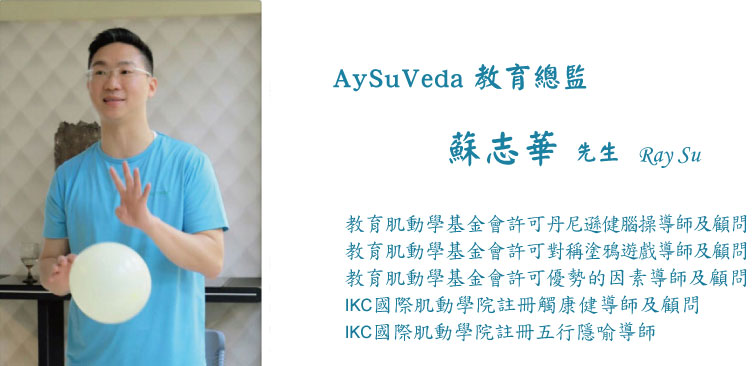 AySuVeda 教育總監
蘇志華 先生 Ray Su
教育肌動學基金會許可丹尼遜健腦操導師及顧問
教育肌動學基金會許可對稱塗鴉遊戲導師及顧問
教育肌動學基金會許可優勢的因素導師及顧問
IKC國際肌動學院註冊觸康健導師及顧問
IKC國際肌動學院註冊五行隱喻導師